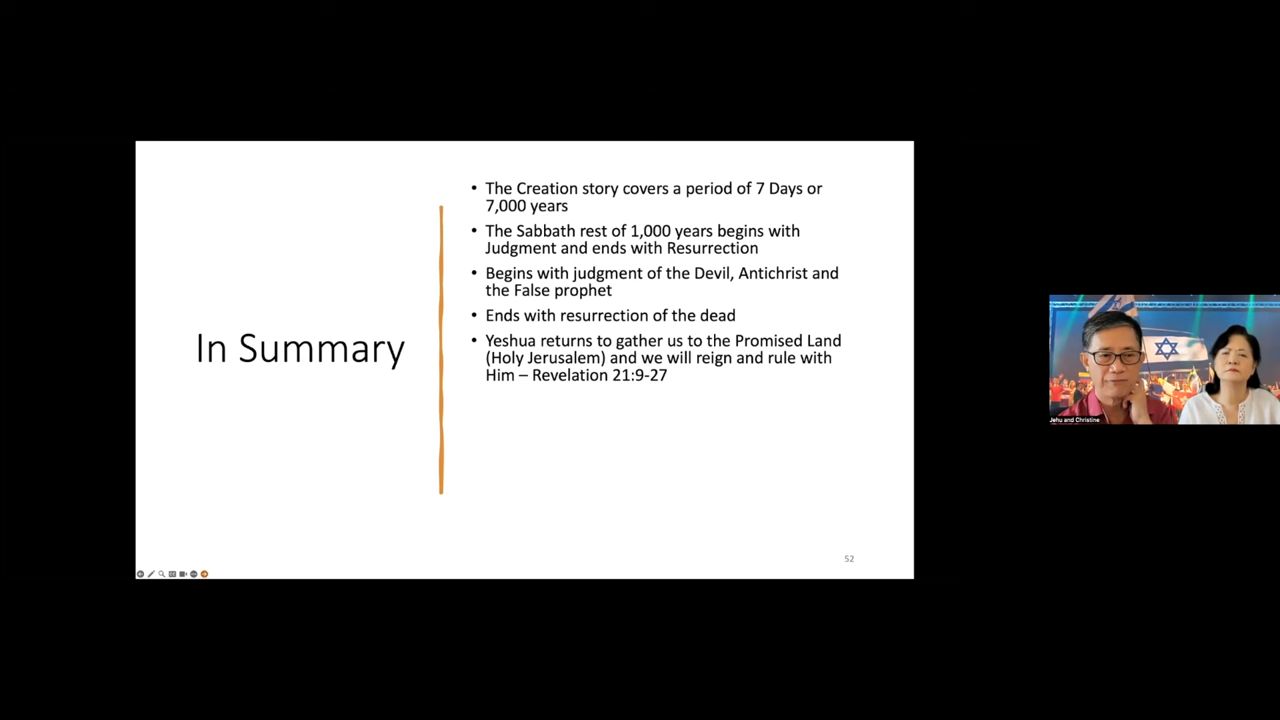 In Summary
• The Creation story covers a period of 7 Days or
7,000 years
• The Sabbath rest of 1,000 years begins with
Judgment and ends with Resurrection
• Begins with judgment of the Devil, Antichrist and
the False prophet
• Ends with resurrection of the dead
• Yeshua returns to gather us to the Promised Land
(Holy Jerusalem) and we will reign and rule with
Him – Revelation 21:9-27
52
Jehu and Christine